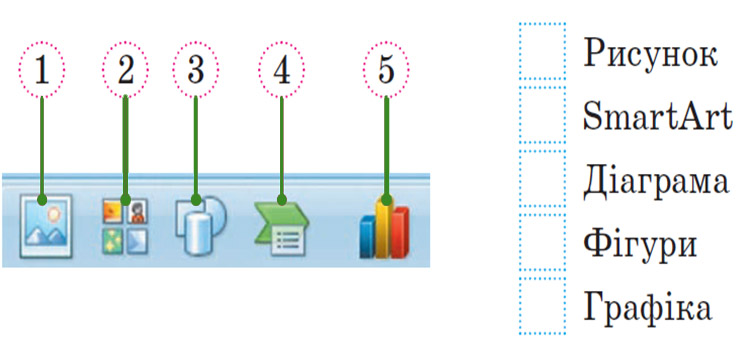 1 2 3 4 5
Рисунок
SmartArt
Діаграма
Фігури
Графіка